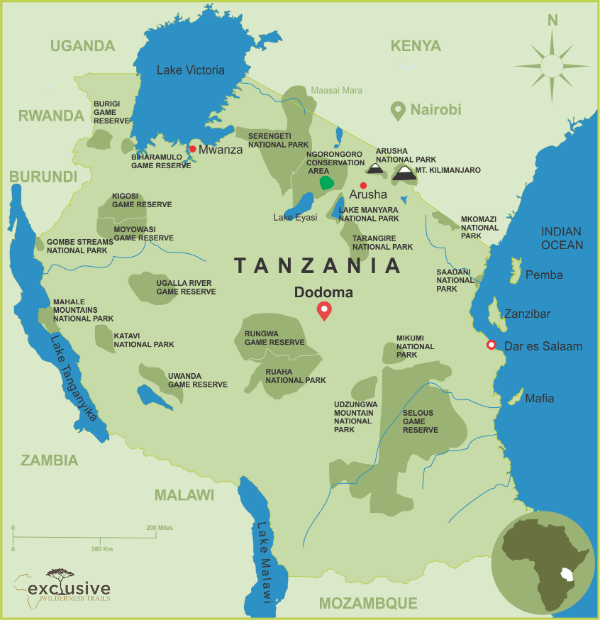 N
UGANDA
KENYA
Lake Victoria
Maasai Mara
RWANDA
BURIGI
GAME
RESERVE
Nairobi
SERENGETI
NATIONAL PARK
Mwanza
BIHARAMULO
GAME RESERVE
NGORONGORO
CONSERVATION
AREA
ARUSHA
NATIONAL PARK
MT. KILIMANJARO
BURUNDI
Arusha
KIGOSI
GAME RESERVE
Lake Eyasi
LAKE MANYARA
NATIONAL PARK
MKOMAZI
NATIONAL
PARK
MOYOWASI
GAME RESERVE
GOMBE STREAMS
NATIONAL PARK
TARANGIRE
NATIONAL PARK
INDIAN
OCEAN
TANZANIA
SAADANI
NATIONAL
PARK
Pemba
UGALLA RIVER
GAME RESERVE
Dodoma
MAHALE
MOUNTAINS
NATIONAL PARK
Zanzibar
KATAVI
NATIONAL PARK
RUNGWA
GAME RESERVE
MIKUMI
NATIONAL
PARK
Dar es Salaam
Lake Tanganyika
UWANDA
GAME RESERVE
RUAHA
NATIONAL PARK
Mafia
UDZUNGWA
MOUNTAIN
NATIONAL
PARK
SELOUS
GAME
RESERVE
ZAMBIA
MALAWI
0 200 Miles
0 200 Km
Lake Malawi
exclusive
WILDERNESS TRAILS
MOZAMBIQUE